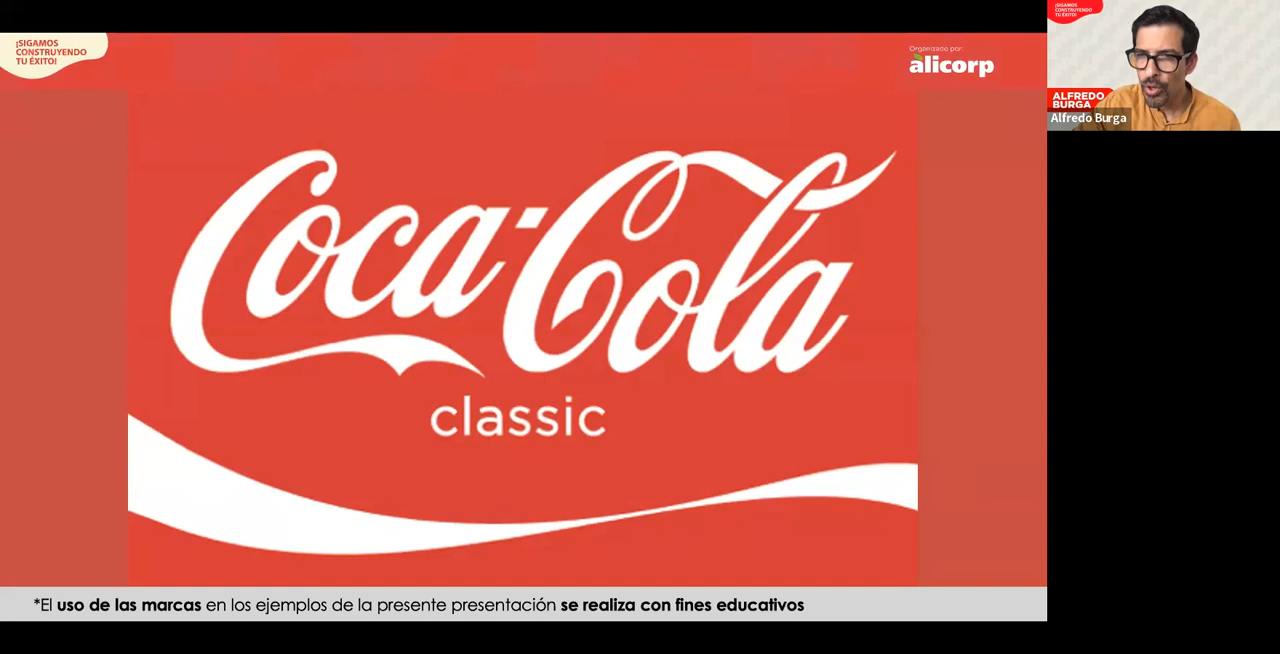 ¡SIGAMOS
CONSTRUYENDO
TU ÉXITO!
Organizado por:
alicorp
Coca-Cola
classic
*El uso de las marcas en los ejemplos de la presente presentación se realiza con fines educativos
¡SIGAMOS
CONSTRUYENDO
TU ÉXITO!
ALFREDO
BURGA
Alfredo Burga